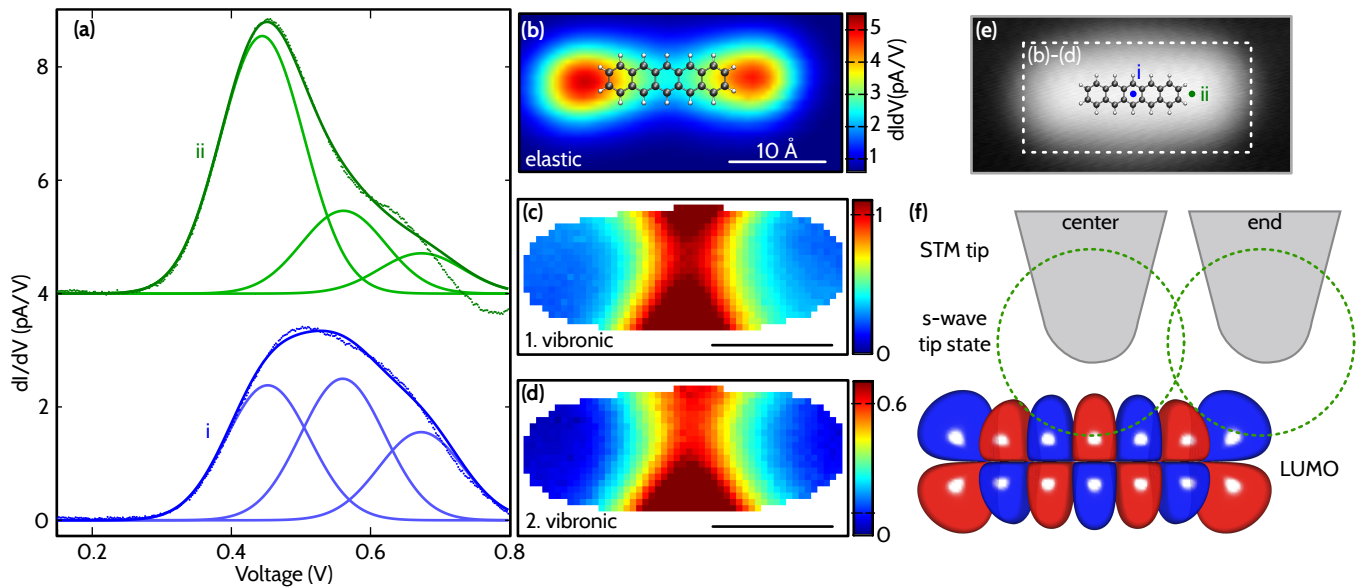 (a)
ii
i
8
6
4
2
0
dI/dV (pA/V)
0.2
0.4
0.6
0.8
Voltage (V)
(b)
elastic
10 Å
5
4
3
2
1
dIdV(pA/V)
(c)
1. vibronic
1
0
(d)
2. vibronic
0.6
0
(e)
(b)-(d)
i
ii
(f)
center
end
STM tip
s-wave
tip state
LUMO